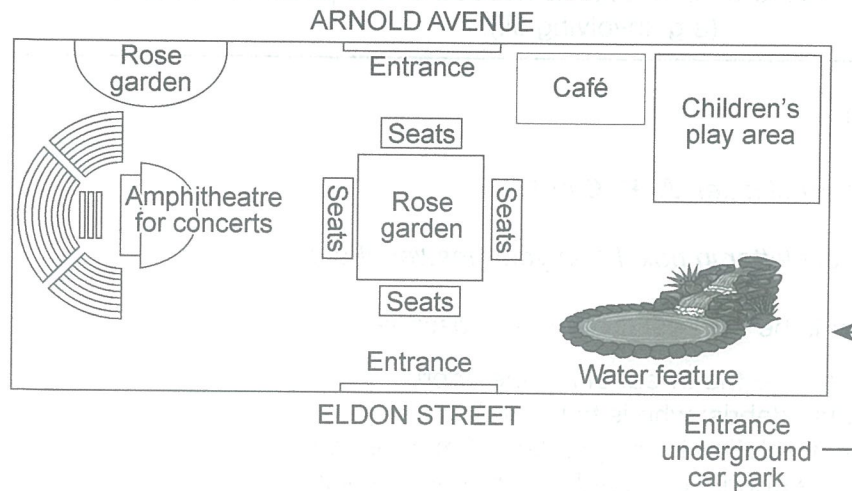 ARNOLD AVENUE
Rose
garden
Entrance
Café
Children's
play area
Seats
Amphitheatre
for concerts
Seats
Rose
garden
Seats
Seats
Entrance
Water feature
ELDON STREET
Entrance
underground
car park